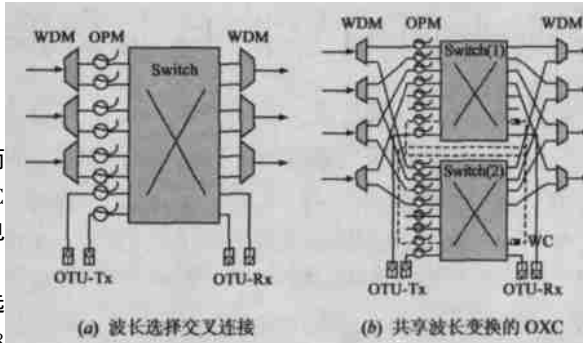 WDM OPM WDM
Switch
OTU-Tx OTU-Rx
(a) 波长选择交叉连接
WDM OPM WDM
Switch(1)
Switch(2)
WC
OTU-Tx OTU-Rx
(b) 共享波长变换的 OXC